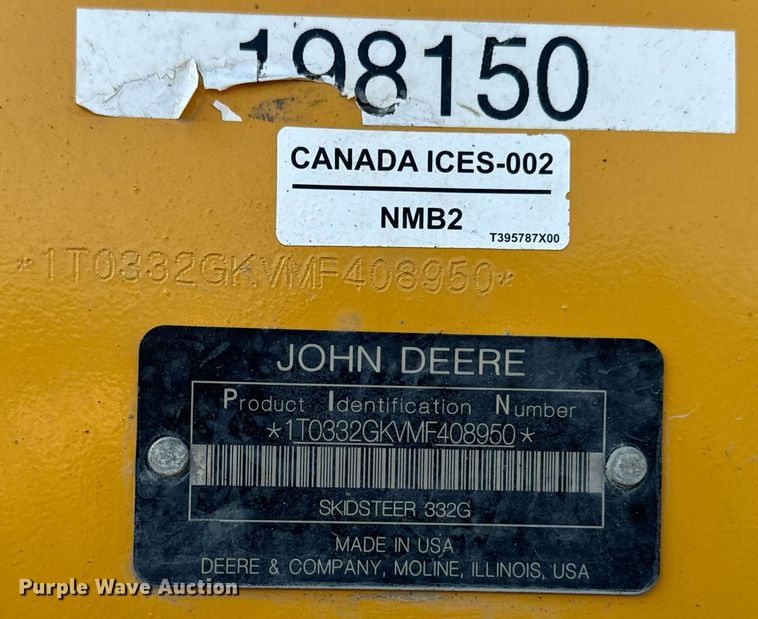 198150
CANADA ICES-002
NMB2
T395787X00
*1T0332GKVMF408950*
JOHN DEERE
Product Identification Number
*1T0332GKVMF408950*
SKIDSTEER 332G
MADE IN USA
DEERE & COMPANY, MOLINE, ILLINOIS, USA
Purple Wave Auction